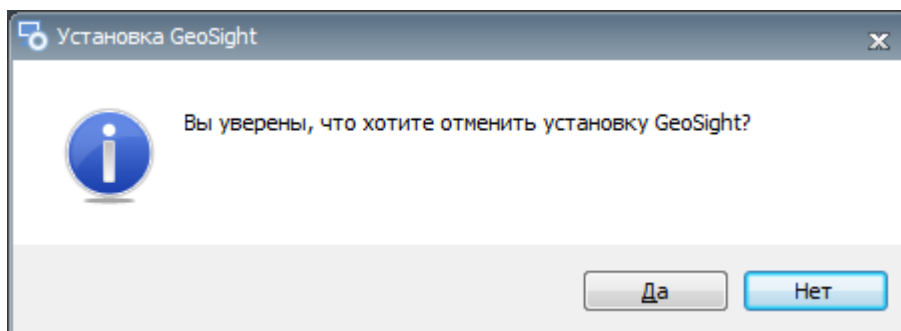 Установка GeoSight
Вы уверены, что хотите отменить установку GeoSight?
Да
Нет